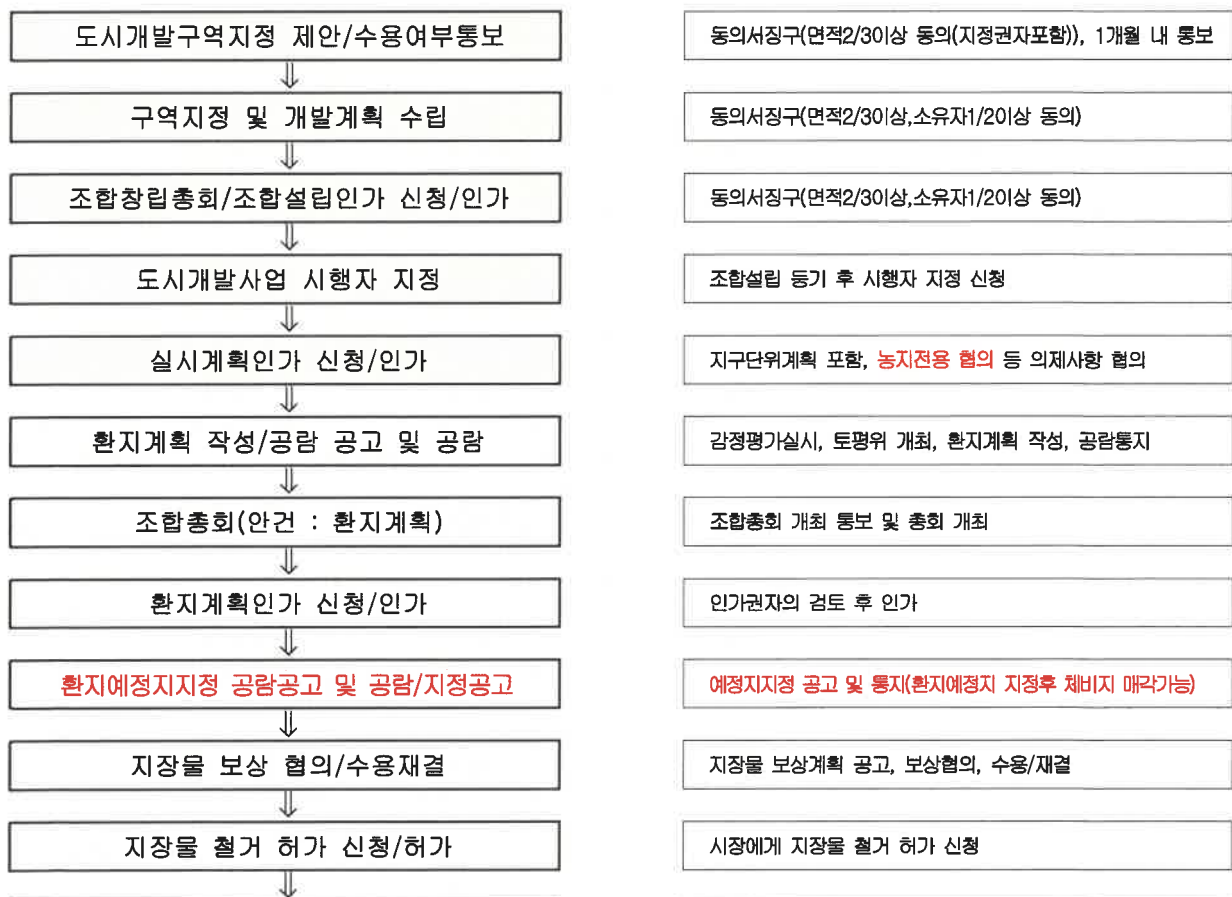 도시개발구역지정 제안/수용여부통보
동의서징구(면적2/3이상 동의(지정권자포함)), 1개월 내 통보
⇓
구역지정 및 개발계획 수립
동의서징구(면적2/3이상,소유자1/2이상 동의)
⇓
조합창립총회/조합설립인가 신청/인가
동의서징구(면적2/3이상,소유자1/2이상 동의)
⇓
도시개발사업 시행자 지정
조합설립 등기 후 시행자 지정 신청
⇓
실시계획인가 신청/인가
지구단위계획 포함, 농지전용 협의 등 의제사항 협의
⇓
환지계획 작성/공람 공고 및 공람
감정평가실시, 토평위 개최, 환지계획 작성, 공람통지
⇓
조합총회(안건 : 환지계획)
조합총회 개최 통보 및 총회 개최
⇓
환지계획인가 신청/인가
인가권자의 검토 후 인가
⇓
환지예정지지정 공람공고 및 공람/지정공고
예정지지정 공고 및 통지(환지예정지 지정후 체비지 매각가능)
⇓
지장물 보상 협의/수용재결
지장물 보상계획 공고, 보상협의, 수용/재결
⇓
지장물 철거 허가 신청/허가
시장에게 지장물 철거 허가 신청
⇓